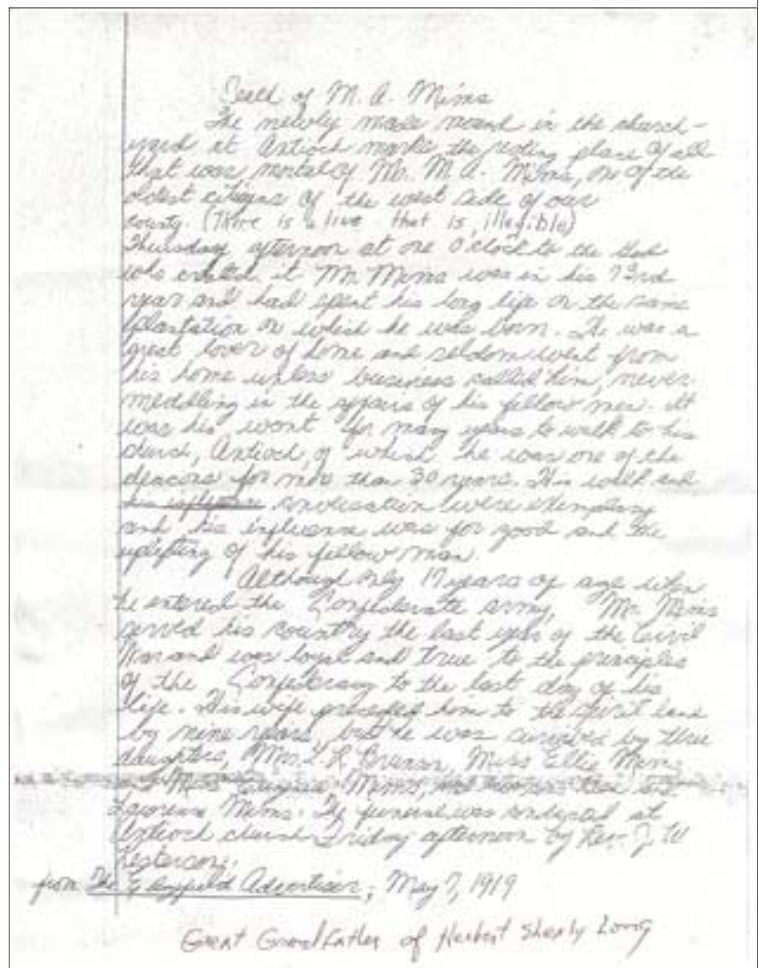 Death of M. A. Mims
The newly made mound in the church-
yard at Antioch marks the resting place of all
that was mortal of Mr. M. A. Mims, one of the
oldest citizens of the west side of our
county. (There is a line that is illegible)
Thursday afternoon at one o'clock to the God
who created it Mr. Mims was in his 73rd
year and had spent his long life on the same
plantation on which he was born. He was a
great lover of home and seldom went from
his home unless business called him, never
meddling in the affairs of his fellow men. It
was his wont for many years to walk to his
church, Antioch, of which he was one of the
deacons for more than 30 years. His walk and
his influence conversation were exemplary
and his influence was for good and the
uplifting of his fellow man.
Although only 17 years of age when
he entered the Confederate army, Mr. Mims
served his country the last year of the Civil
War and was loyal and true to the principles
of the Confederacy to the last day of his
life. His wife preceded him to the spirit land
by nine years, but he was survived by three
daughters, Mrs. Miss Ellie Mims
and Miss Mims, and
Mims. The funeral was conducted at
Antioch church Friday afternoon by Rev. J. W.
from The Edgefield Advertiser, May 7, 1919
Great Grandfather of Herbert Shealy Long